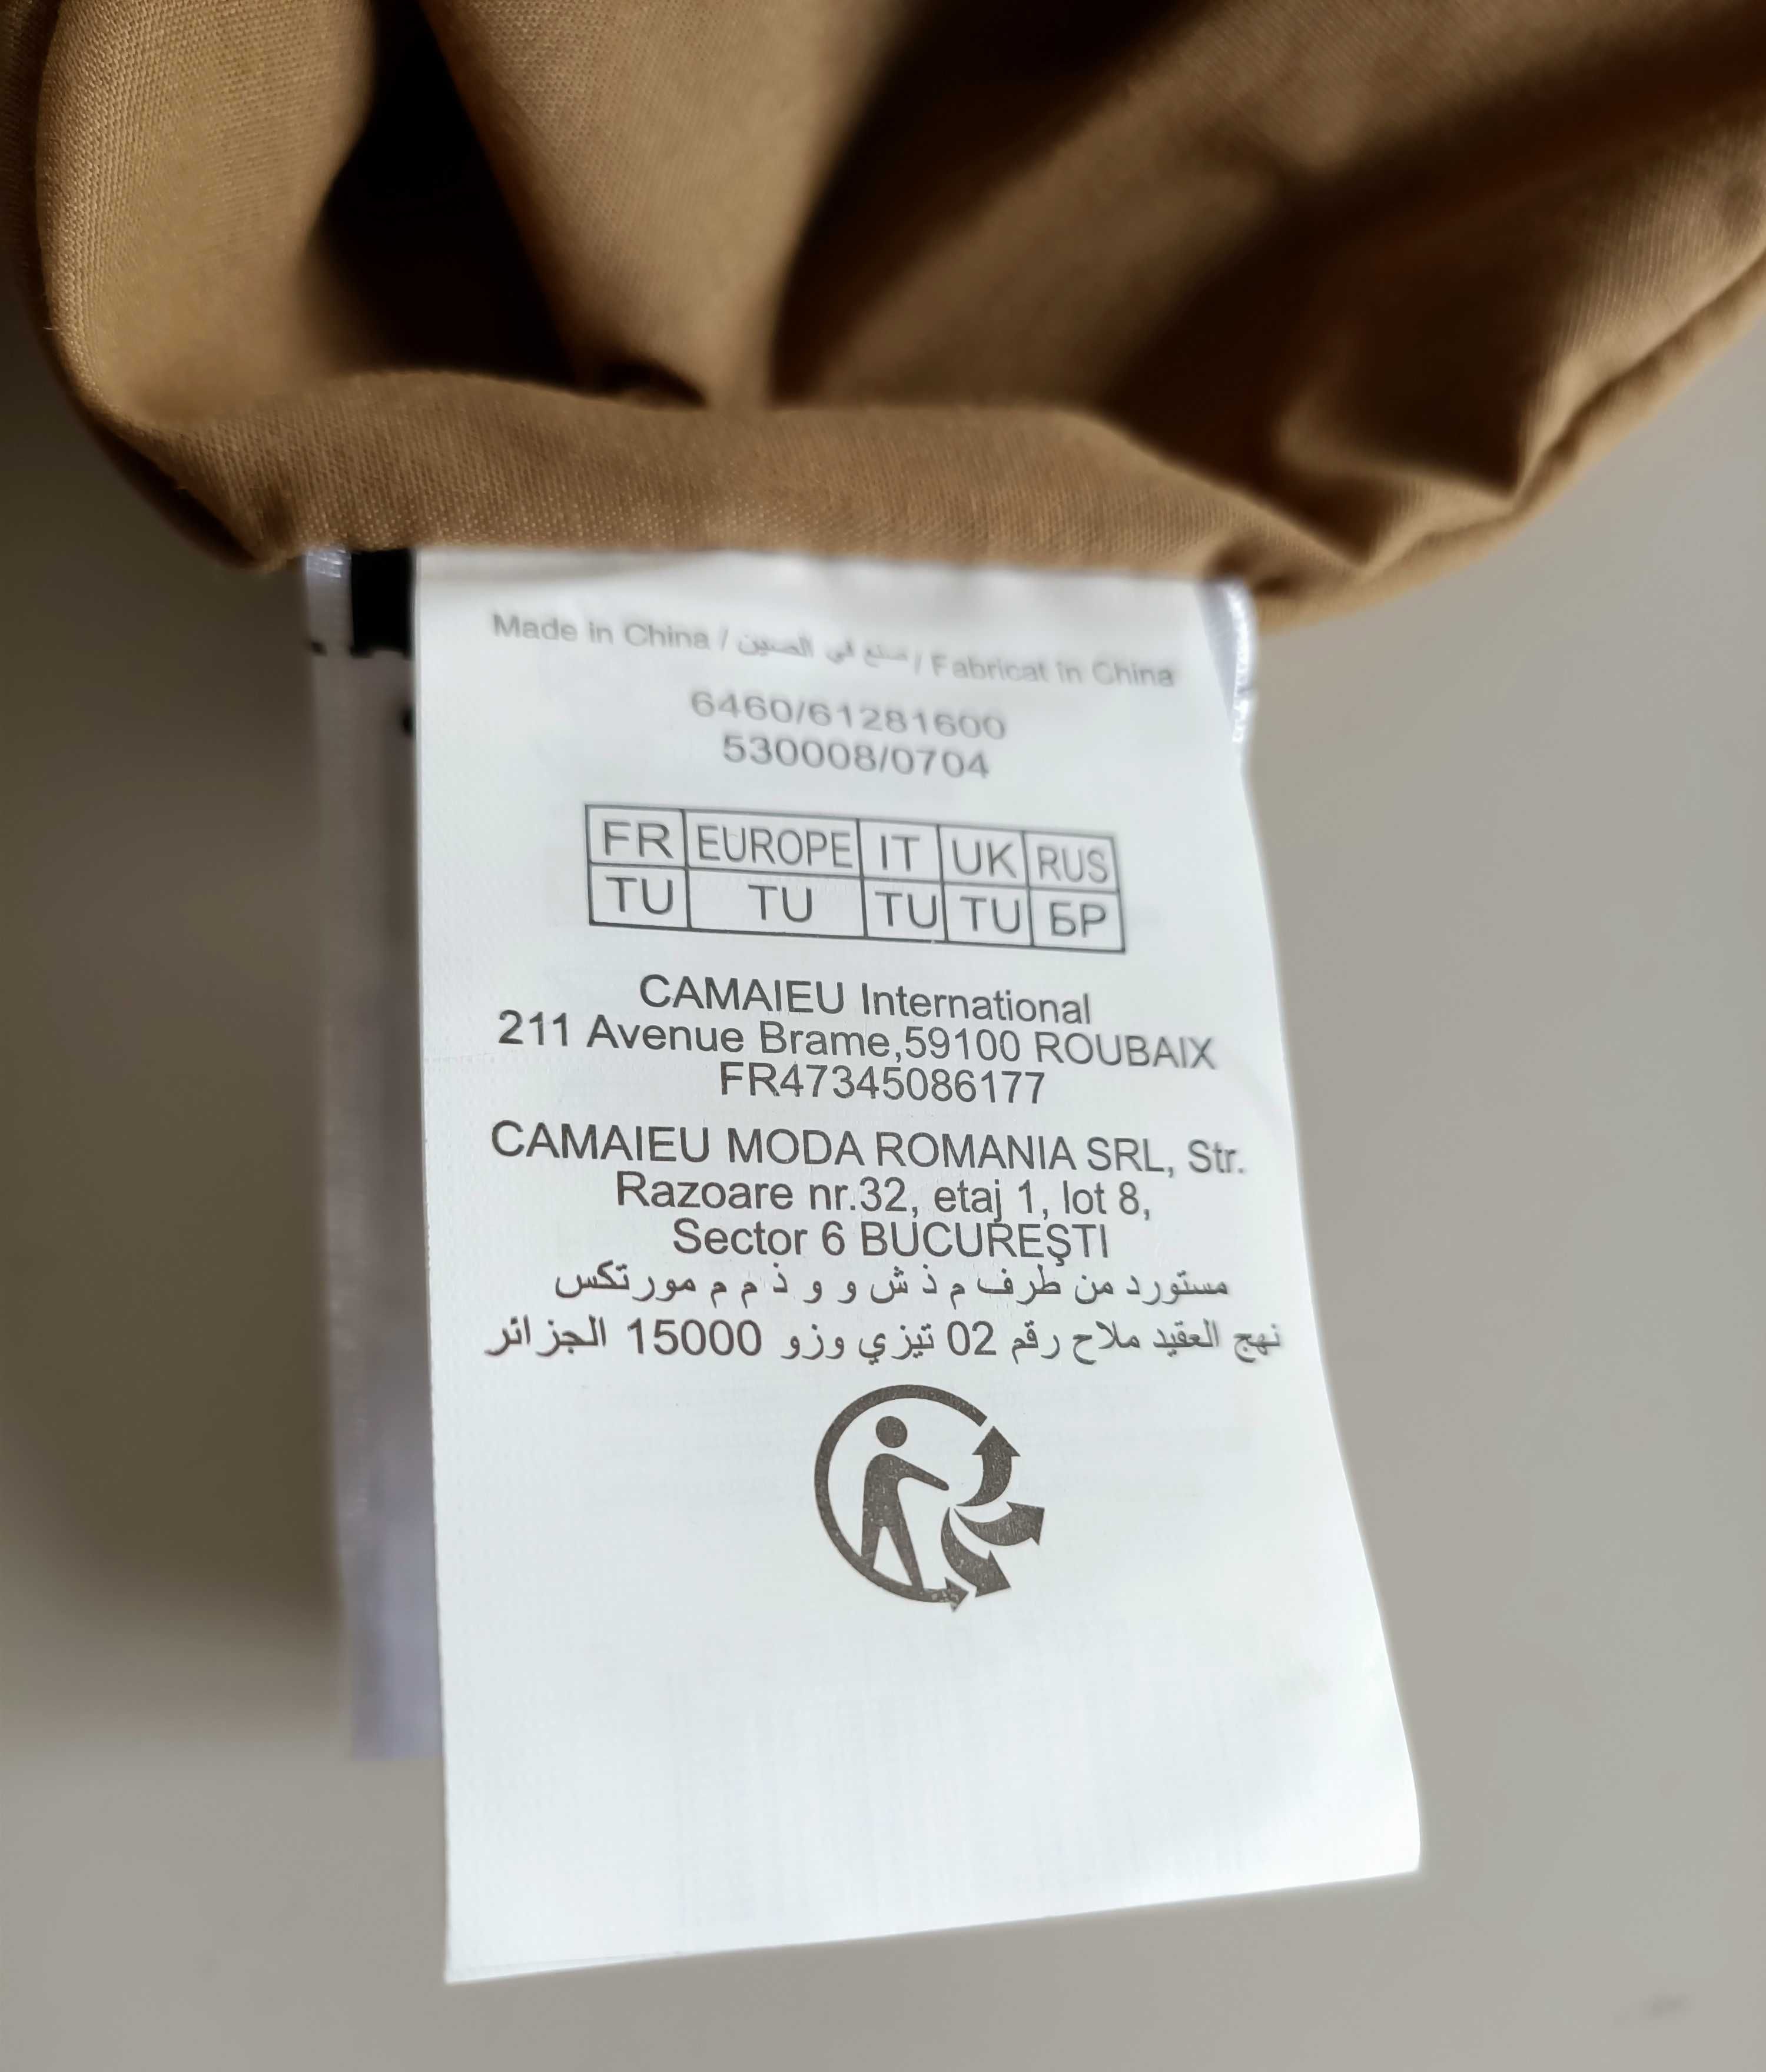 Made in China / صنع في الصين / Fabricat in China
6460/61281600
530008/0704
FR EUROPE IT UK RUS
TU TU TU TU БР
CAMAIEU International
211 Avenue Brame,59100 ROUBAIX
FR47345086177
CAMAIEU MODA ROMANIA SRL, Str.
Razoare nr.32, etaj 1, lot 8,
Sector 6 BUCUREŞTI
مستورد من طرف م ذ ش و و ذ م م مورتكس
نهج العقيد ملاح رقم 02 تيزي وزو 15000 الجزائر